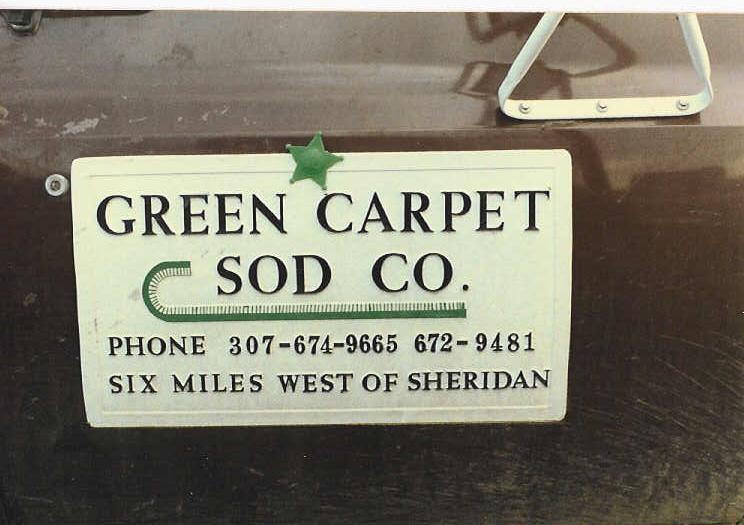 GREEN CARPET
SOD CO.
PHONE 307-674-9665 672-9481
SIX MILES WEST OF SHERIDAN